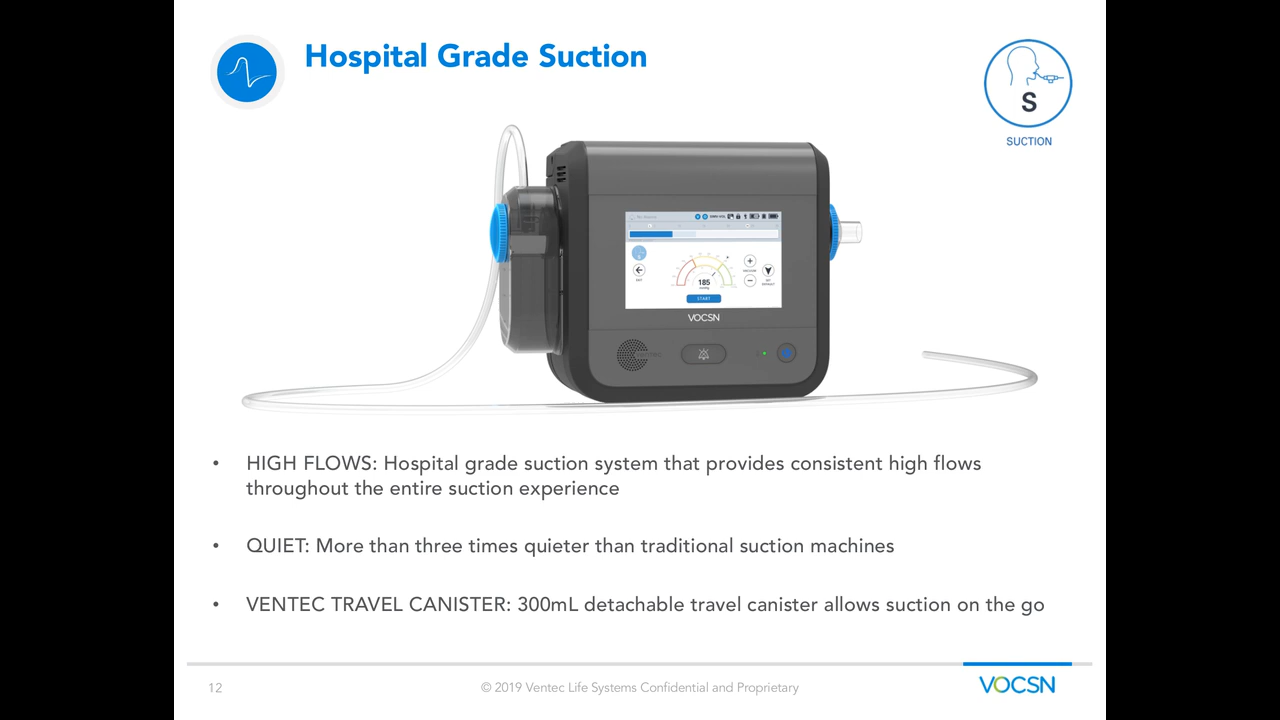 Hospital Grade Suction
S
SUCTION
185
START
VOCSN
• HIGH FLOWS: Hospital grade suction system that provides consistent high flows
throughout the entire suction experience
• QUIET: More than three times quieter than traditional suction machines
• VENTEC TRAVEL CANISTER: 300mL detachable travel canister allows suction on the go
12
© 2019 Ventec Life Systems Confidential and Proprietary
VOCSN